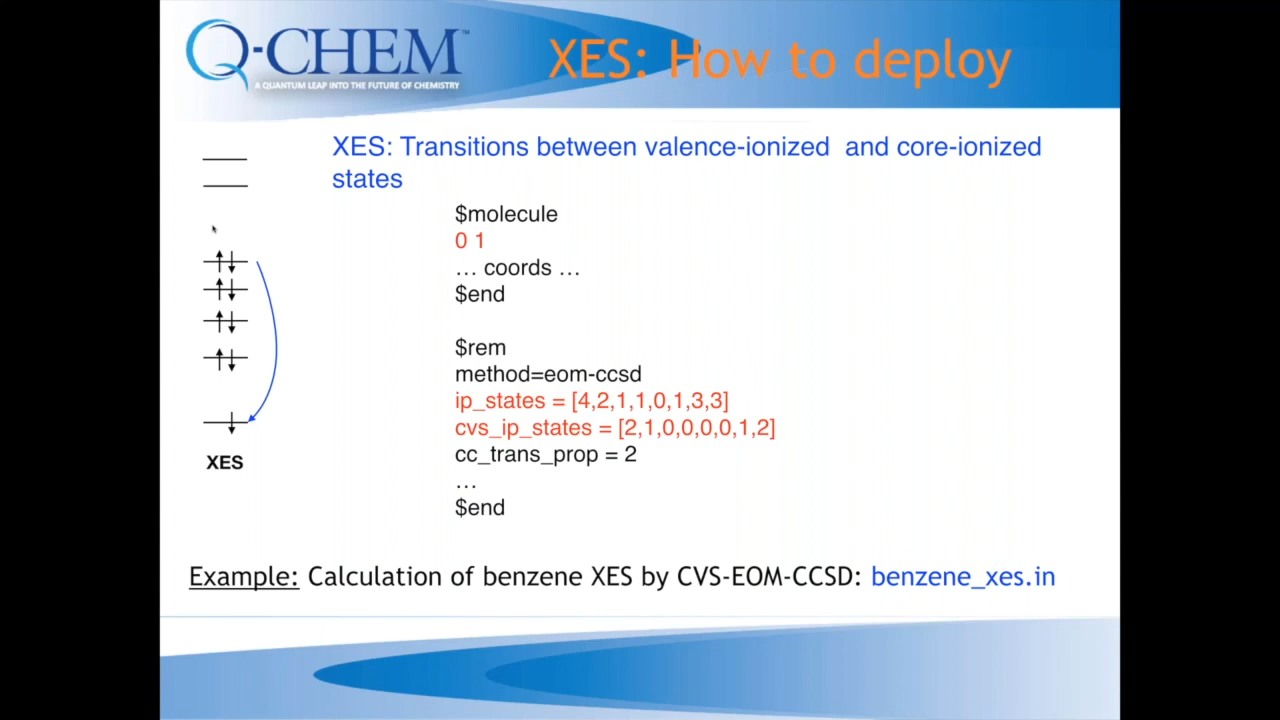 Q-CHEM™
A QUANTUM LEAP INTO THE FUTURE OF CHEMISTRY
XES: How to deploy
XES: Transitions between valence-ionized and core-ionized
states
$molecule
0 1
… coords …
$end
$rem
method=eom-ccsd
ip_states = [4,2,1,1,0,1,3,3]
cvs_ip_states = [2,1,0,0,0,0,1,2]
cc_trans_prop = 2
…
$end
XES
Example: Calculation of benzene XES by CVS-EOM-CCSD: benzene_xes.in